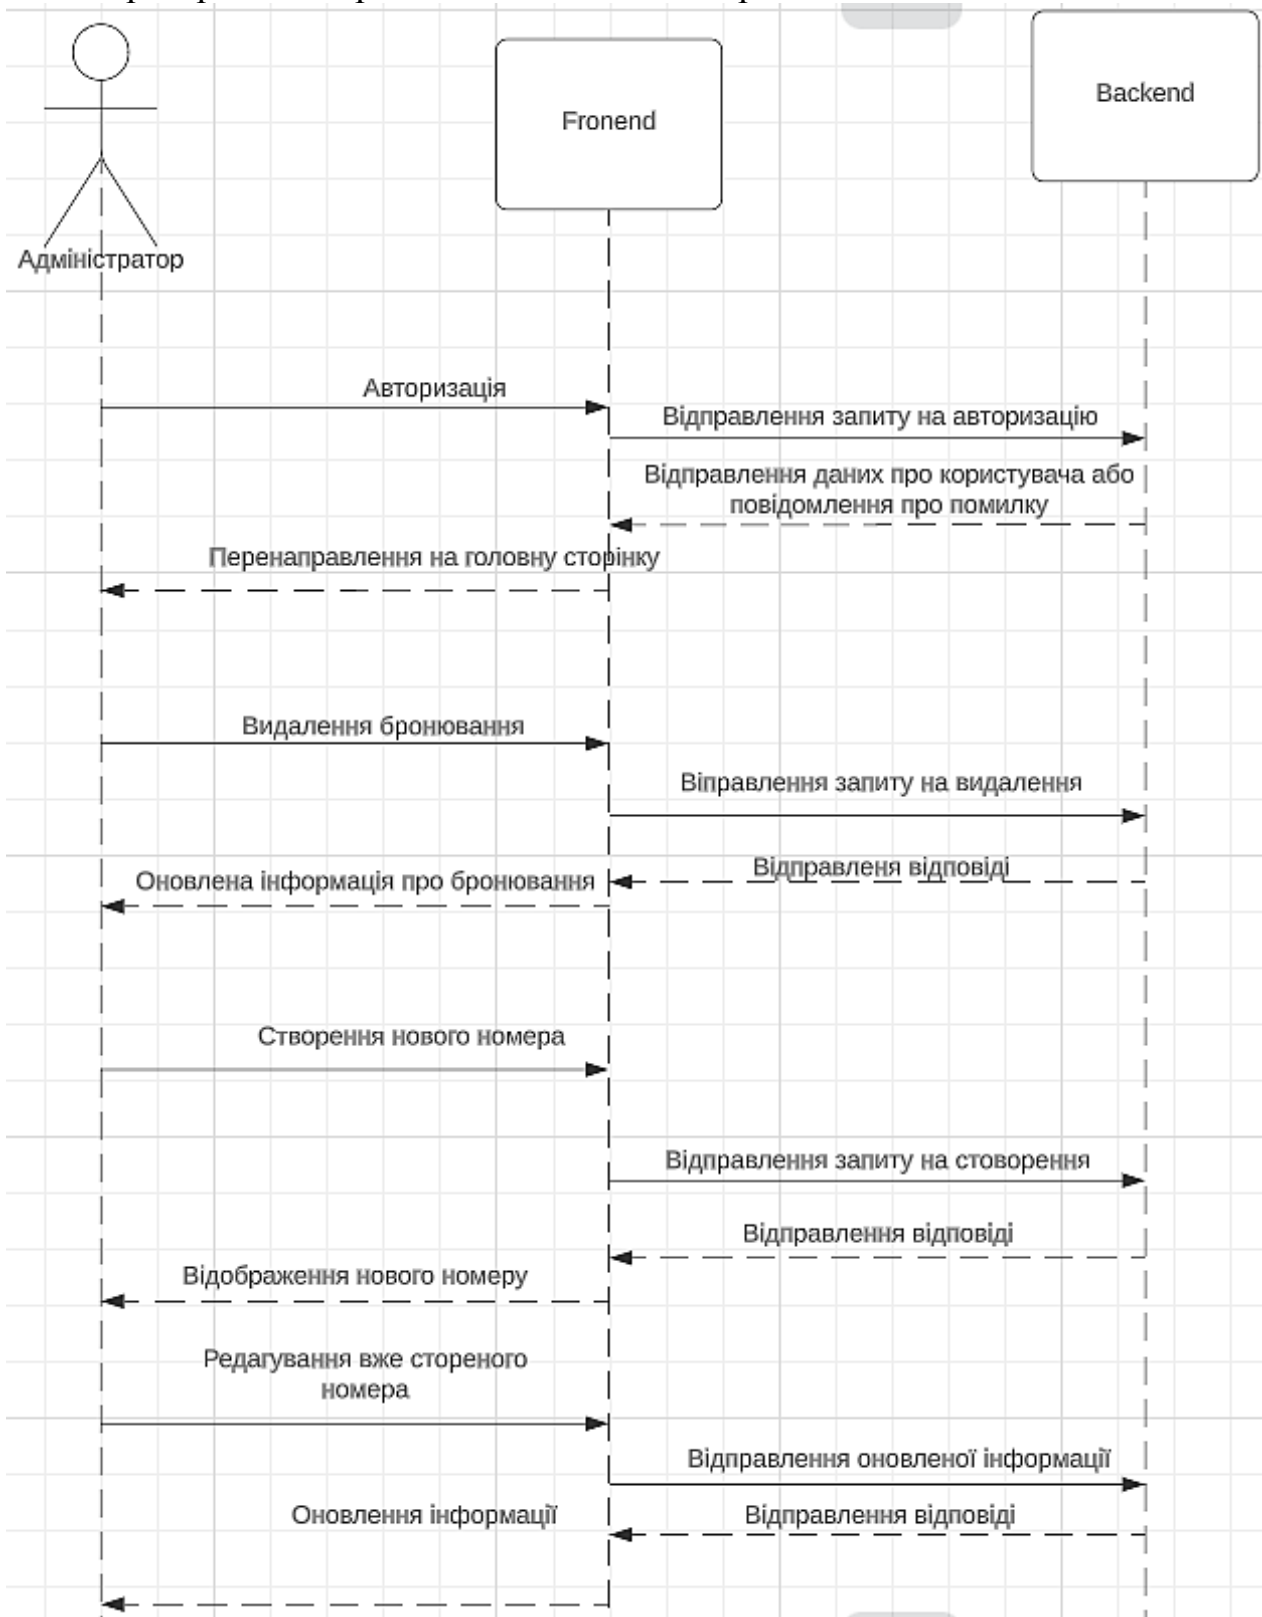 Fronend
Backend
Адміністратор
Авторизація
Відправлення запиту на авторизацію
Відправлення даних про користувача або
повідомлення про помилку
Перенаправлення на головну сторінку
Видалення бронювання
Віправлення запиту на видалення
Відправленя відповіді
Оновлена інформація про бронювання
Створення нового номера
Відправлення запиту на стоворення
Відправлення відповіді
Відображення нового номеру
Редагування вже стореного
номера
Відправлення оновленої інформації
Оновлення інформації
Відправлення відповіді